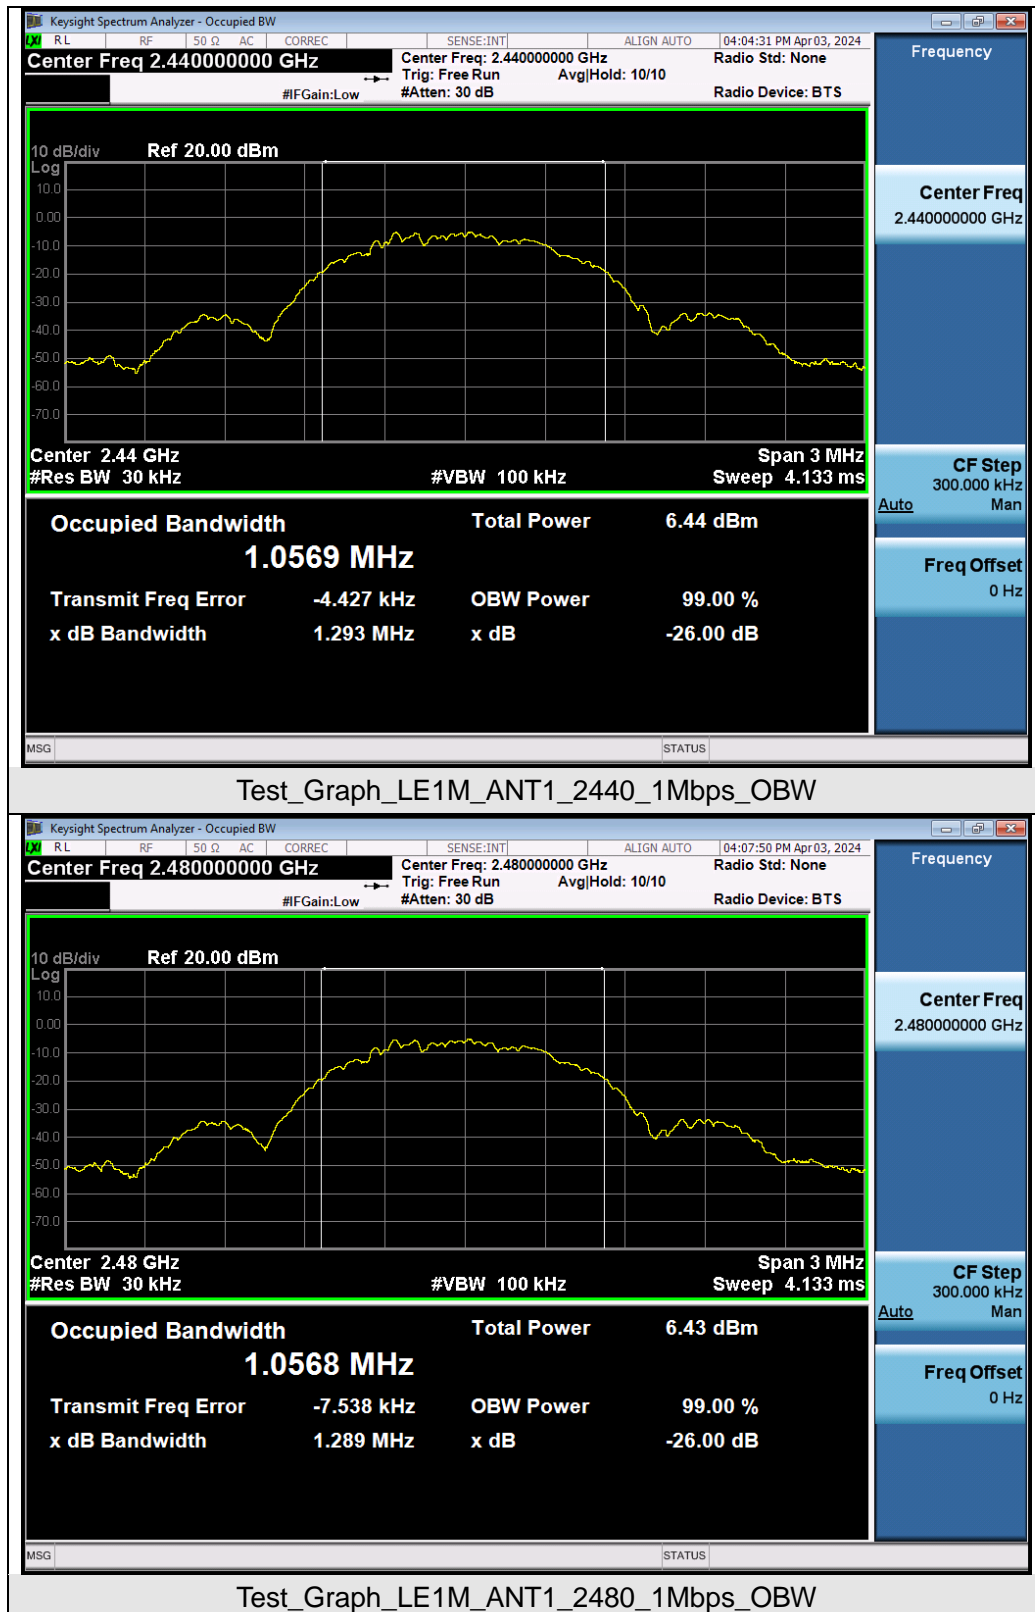 Keysight Spectrum Analyzer - Occupied BW
LXI RL RF 50 Ω AC CORREC SENSE:INT ALIGN AUTO 04:04:31 PM Apr 03, 2024
Center Freq 2.440000000 GHz
Center Freq: 2.440000000 GHz
Radio Std: None
Trig: Free Run Avg|Hold: 10/10
#IFGain:Low
#Atten: 30 dB
Radio Device: BTS
Frequency
10 dB/div Ref 20.00 dBm
Log
10.0
0.00
-10.0
-20.0
-30.0
-40.0
-50.0
-60.0
-70.0
Center 2.44 GHz Span 3 MHz
#Res BW 30 kHz #VBW 100 kHz Sweep 4.133 ms
Center Freq
2.440000000 GHz
CF Step
300.000 kHz
Auto Man
Freq Offset
0 Hz
Occupied Bandwidth Total Power 6.44 dBm
1.0569 MHz
Transmit Freq Error -4.427 kHz OBW Power 99.00 %
x dB Bandwidth 1.293 MHz x dB -26.00 dB
MSG STATUS
Test_Graph_LE1M_ANT1_2440_1Mbps_OBW
Keysight Spectrum Analyzer - Occupied BW
LXI RL RF 50 Ω AC CORREC SENSE:INT ALIGN AUTO 04:07:50 PM Apr 03, 2024
Center Freq 2.480000000 GHz
Center Freq: 2.480000000 GHz
Radio Std: None
Trig: Free Run Avg|Hold: 10/10
#IFGain:Low
#Atten: 30 dB
Radio Device: BTS
Frequency
10 dB/div Ref 20.00 dBm
Log
10.0
0.00
-10.0
-20.0
-30.0
-40.0
-50.0
-60.0
-70.0
Center 2.48 GHz Span 3 MHz
#Res BW 30 kHz #VBW 100 kHz Sweep 4.133 ms
Center Freq
2.480000000 GHz
CF Step
300.000 kHz
Auto Man
Freq Offset
0 Hz
Occupied Bandwidth Total Power 6.43 dBm
1.0568 MHz
Transmit Freq Error -7.538 kHz OBW Power 99.00 %
x dB Bandwidth 1.289 MHz x dB -26.00 dB
MSG STATUS
Test_Graph_LE1M_ANT1_2480_1Mbps_OBW